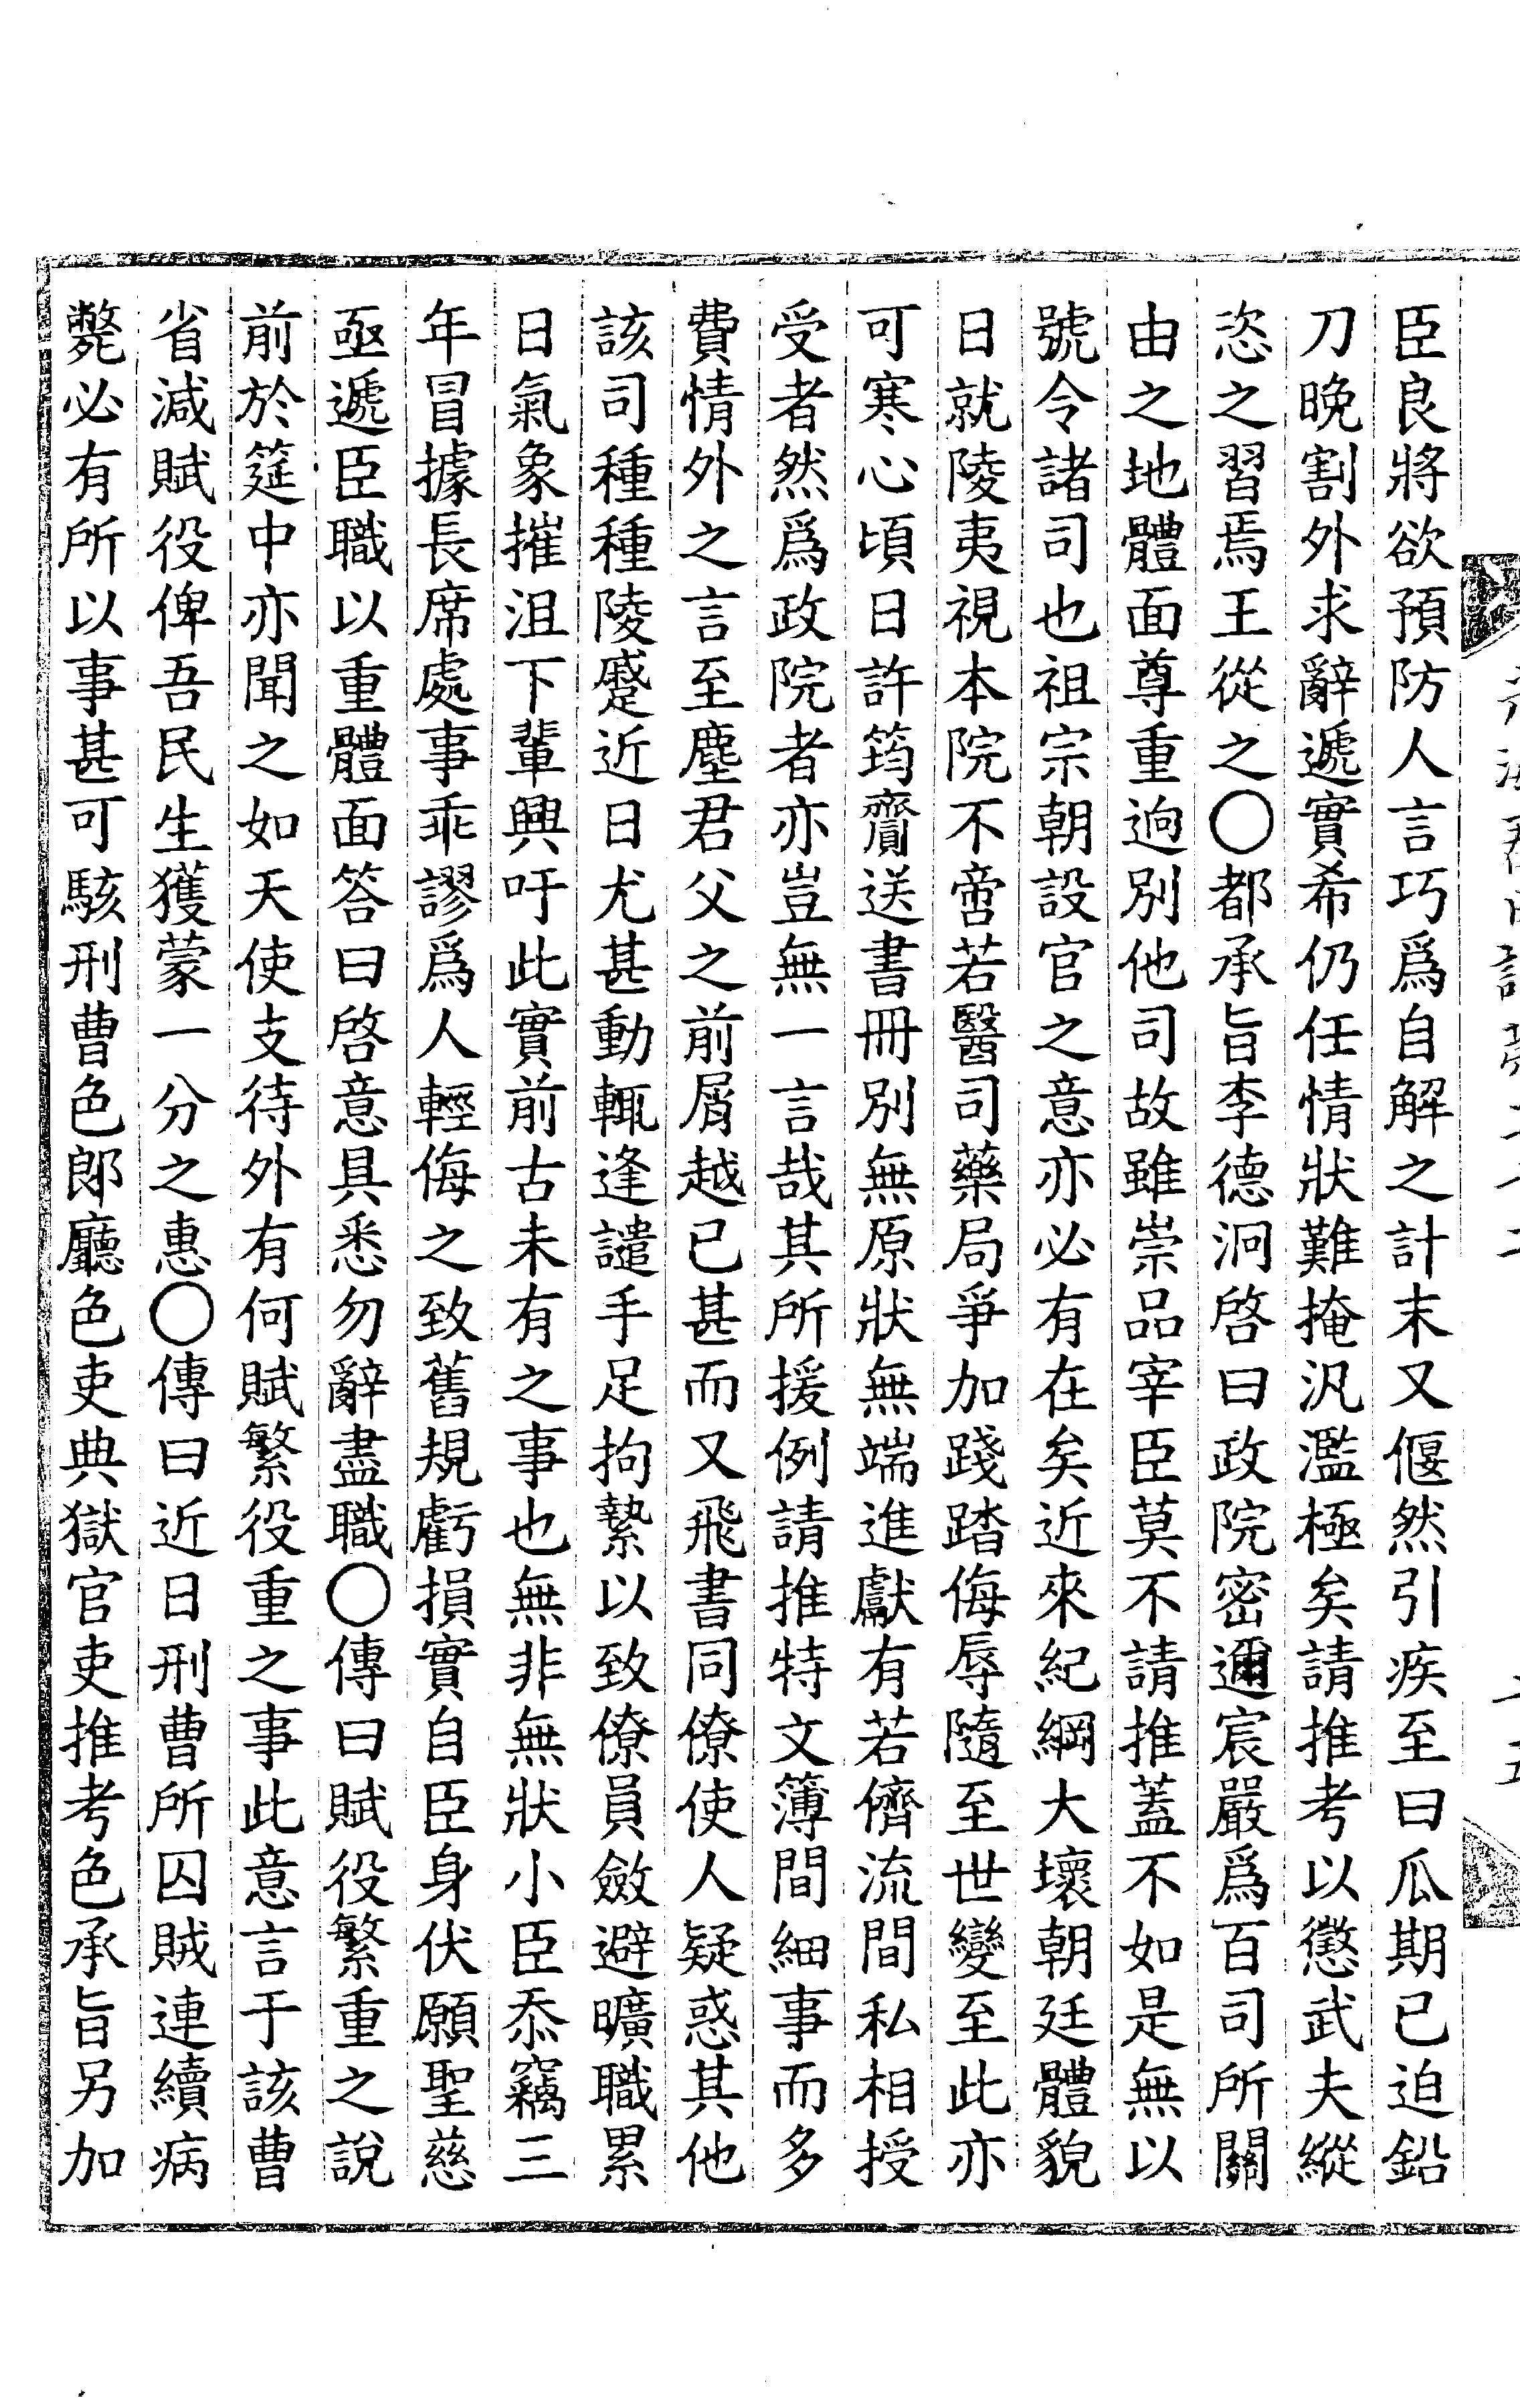 臣良將欲預防人言巧爲自解之計末又偃然引疾至曰瓜期已迫鉛
刀晩割外求辭遞實希仍任情狀難掩汎濫極矣請推考以懲武夫縱
恣之習焉王從之○都承旨李德泂啓曰政院密邇宸嚴爲百司所關
由之地體面尊重逈別他司故雖崇品宰臣莫不請推蓋不如是無以
號令諸司也祖宗朝設官之意亦必有在矣近來紀綱大壞朝廷體貌
日就陵夷視本院不啻若醫司藥局爭加踐踏侮辱隨至世變至此亦
可寒心頃日許筠齎送書冊別無原狀無端進獻有若儕流間私相授
受者然爲政院者亦豈無一言哉其所援例請推特文簿間細事而多
費情外之言至塵君父之前屑越已甚而又飛書同僚使人疑惑其他
該司種種陵蹙近日尤甚動輒逢譴手足拘縶以致僚員斂避曠職累
日氣象摧沮下輩興吁此實前古未有之事也無非無狀小臣忝竊三
年冒據長席處事乖謬爲人輕侮之致舊規虧損實自臣身伏願聖慈
亟遞臣職以重體面答曰啓意具悉勿辭盡職○傳曰賦役繁重之說
前於筵中亦聞之如天使支待外有何賦繁役重之事此意言于該曹
省減賦役俾吾民生獲蒙一分之惠○傳曰近日刑曹所囚賊連續病
斃必有所以事甚可駭刑曹色郞廳色吏典獄官吏推考色承旨另加